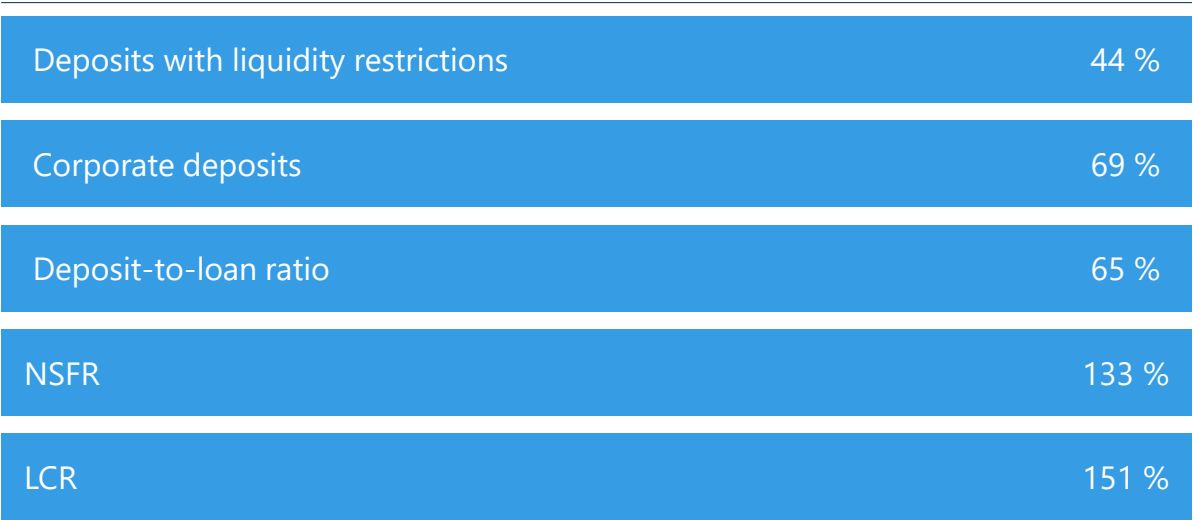 Deposits with liquidity restrictions 44 %
Corporate deposits 69 %
Deposit-to-loan ratio 65 %
NSFR 133 %
LCR 151 %